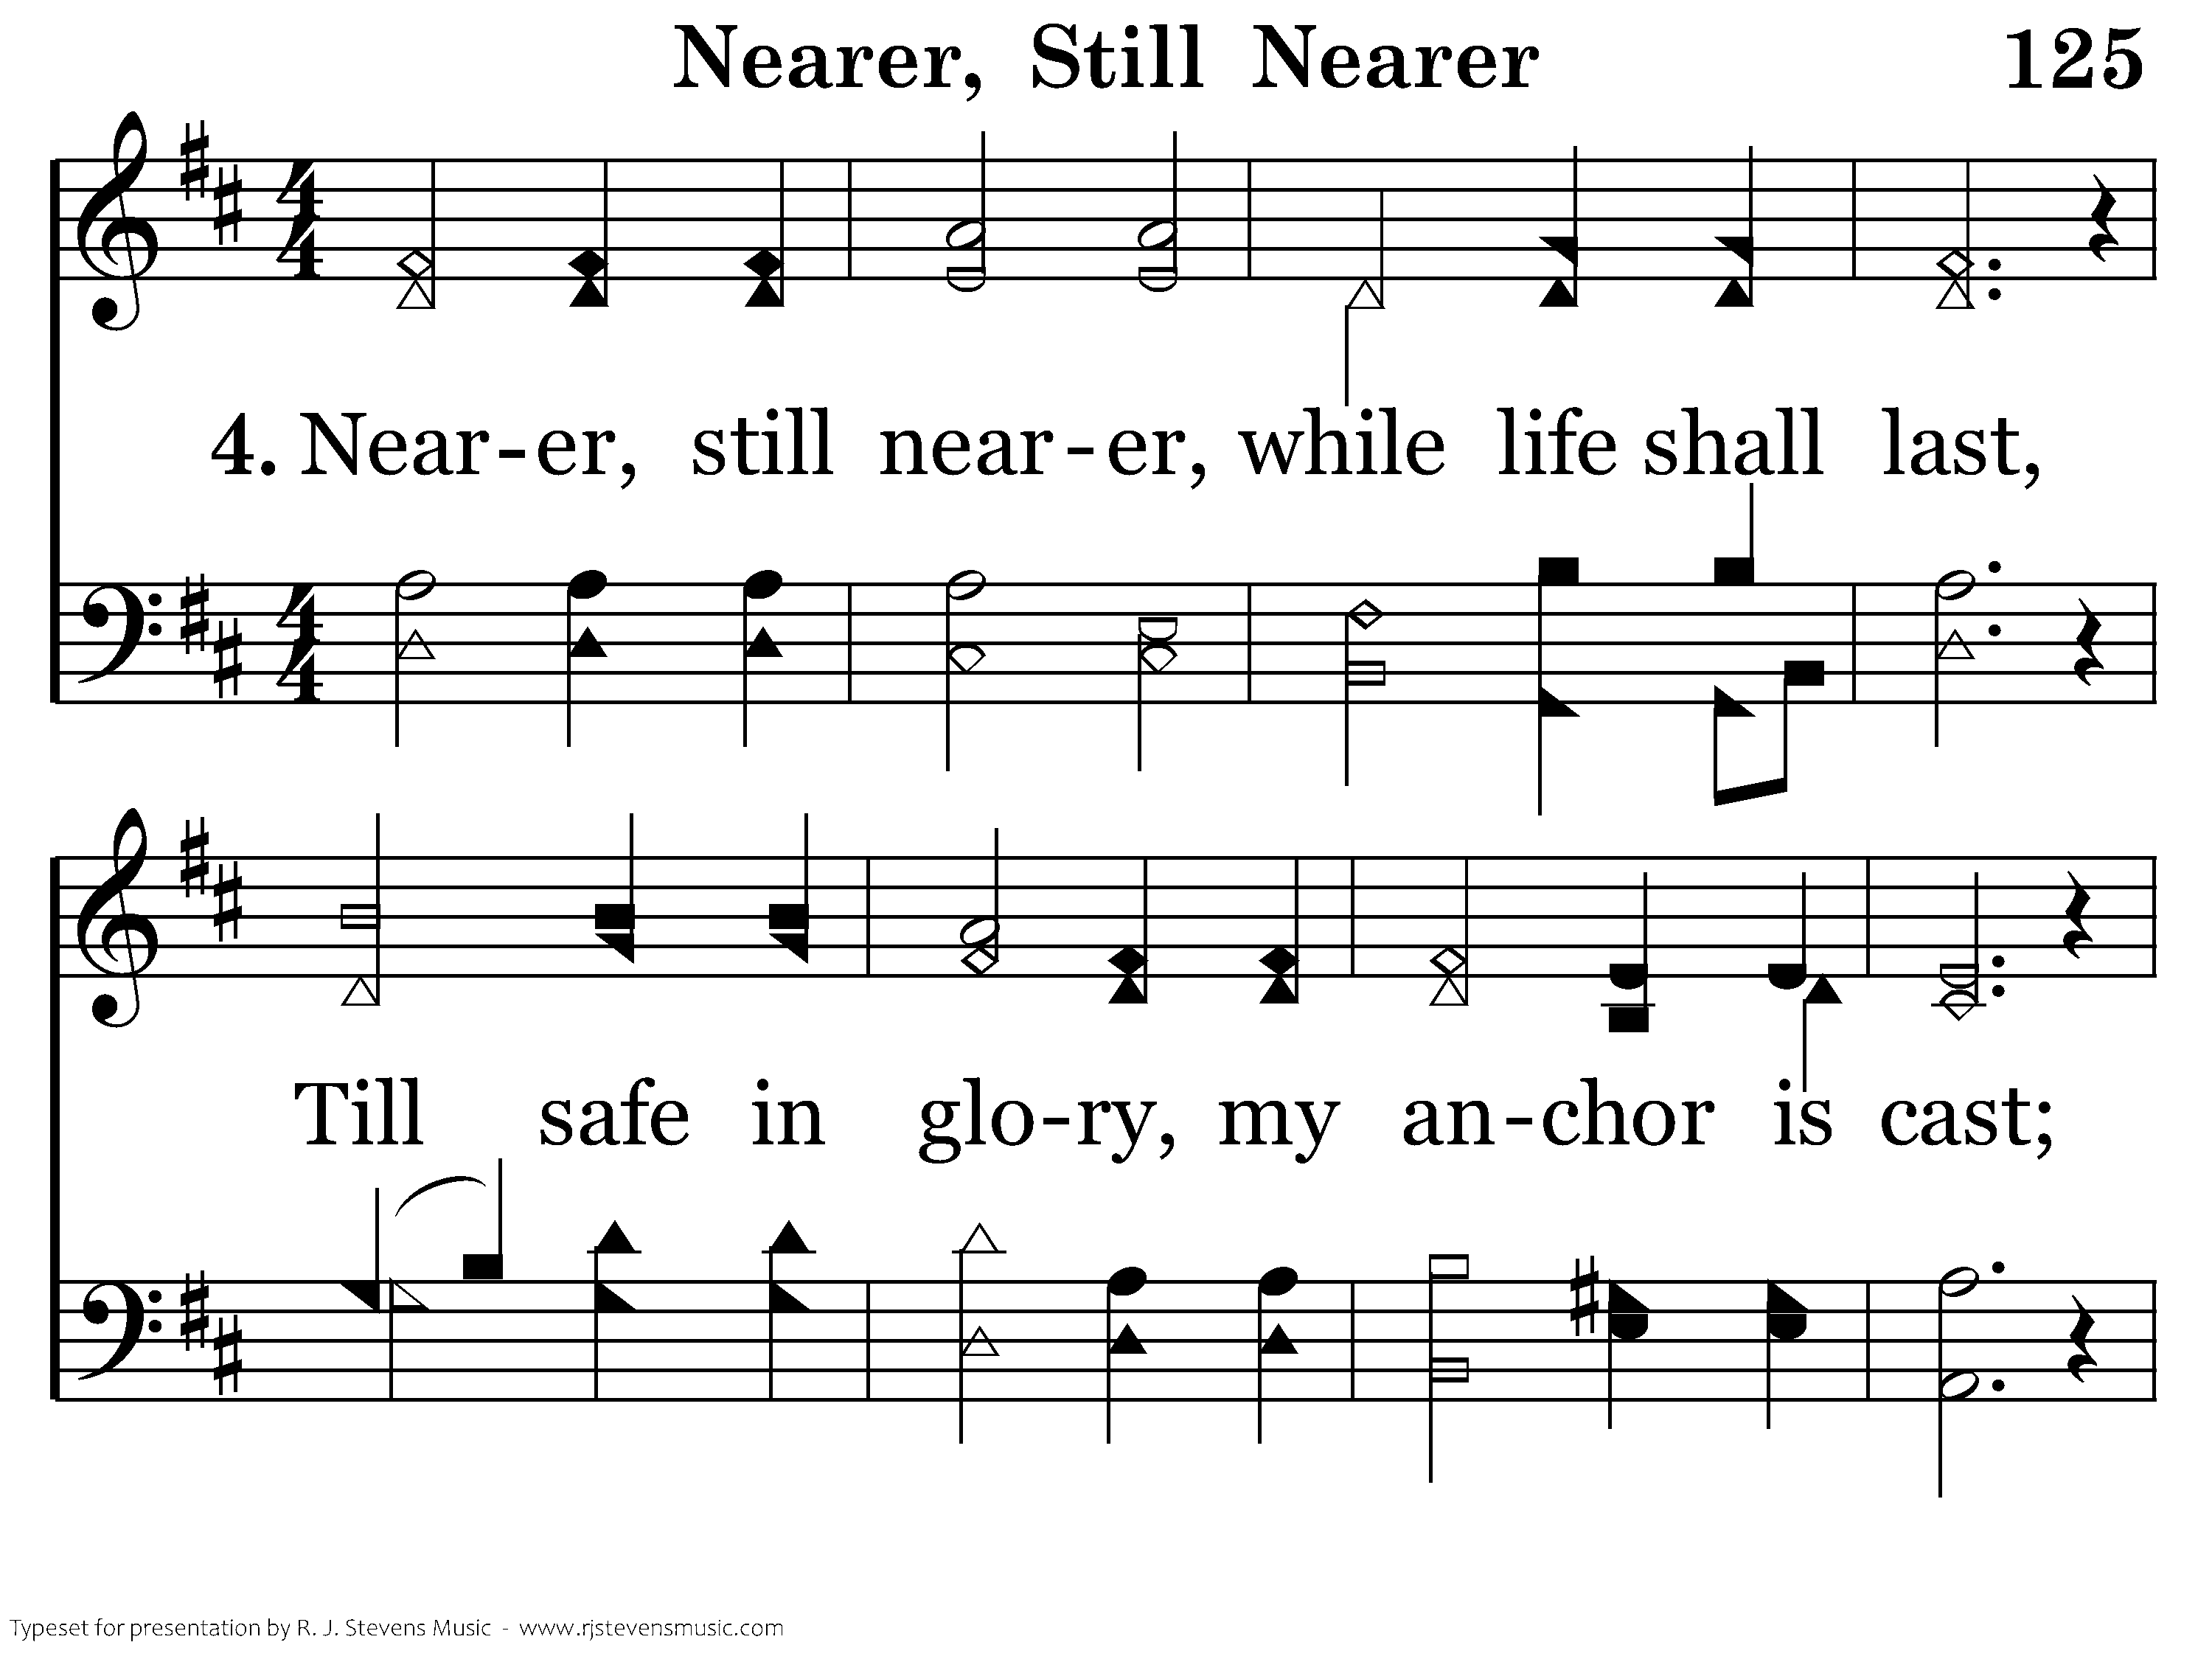 Nearer, Still Nearer 125
4. Near-er, still near-er, while life shall last,
Till safe in glo-ry, my an-chor is cast;
Typeset for presentation by R. J. Stevens Music - www.rjstevensmusic.com